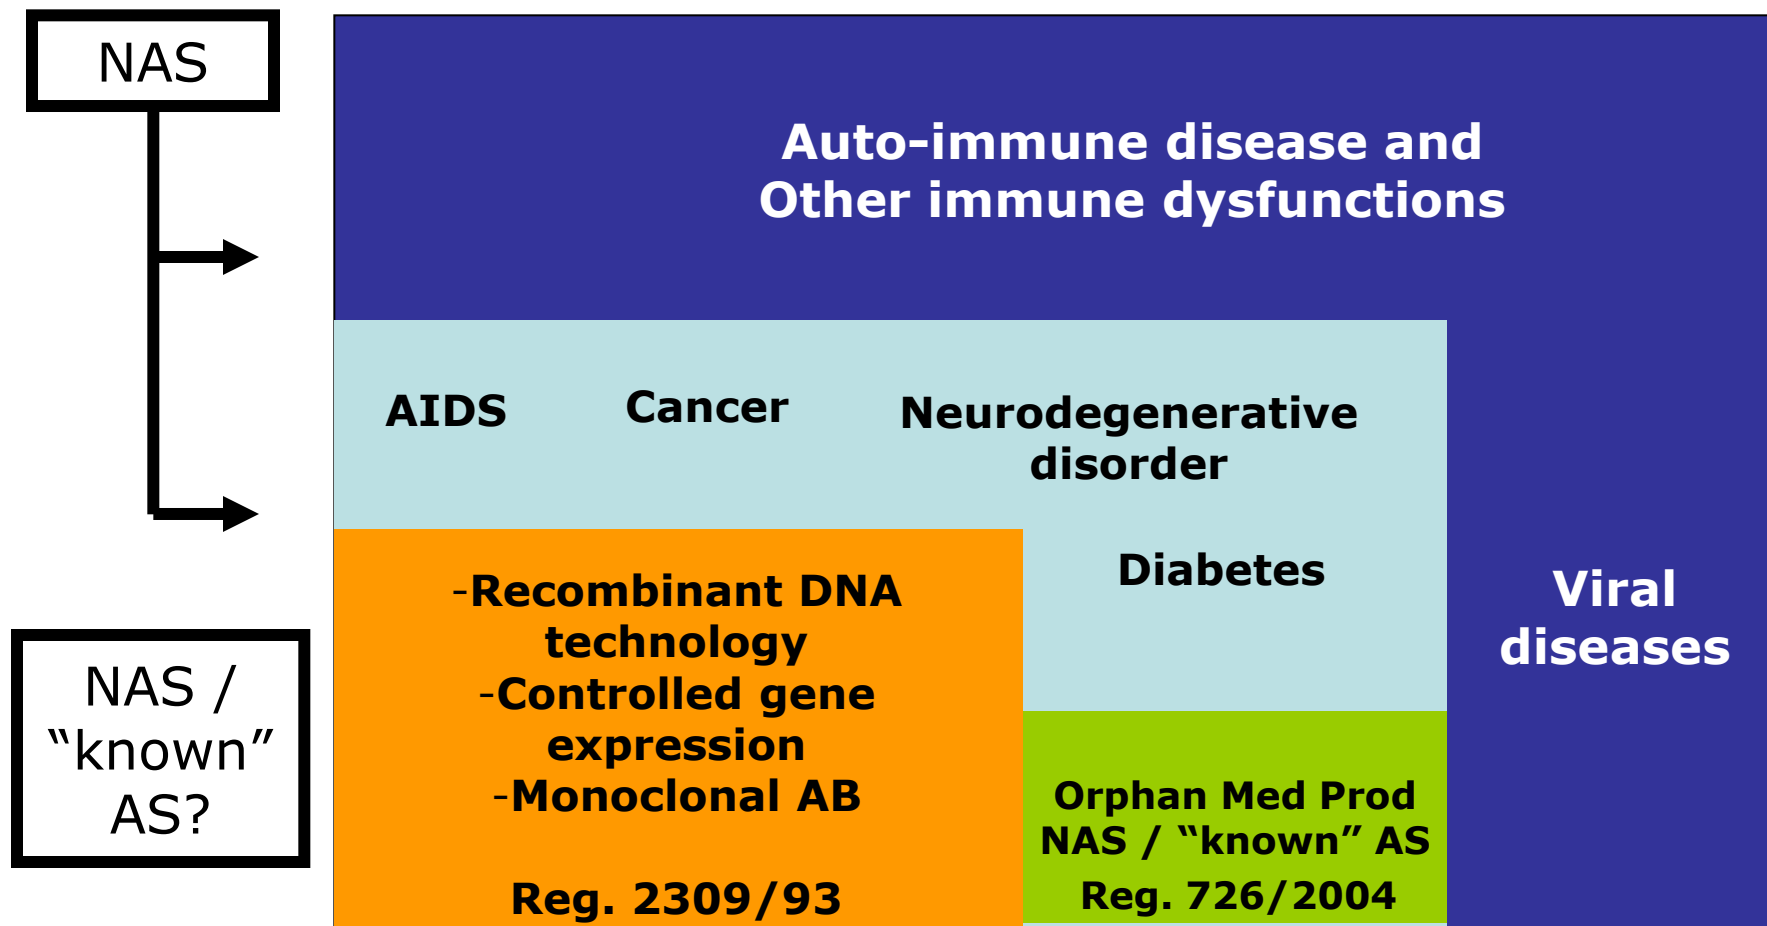 NAS
Auto-immune disease and
Other immune dysfunctions
AIDS
Cancer
Neurodegenerative
disorder
Diabetes
Viral
diseases
-Recombinant DNA
technology
-Controlled gene
expression
-Monoclonal AB
Reg. 2309/93
NAS /
“known”
AS?
Orphan Med Prod
NAS / “known” AS
Reg. 726/2004